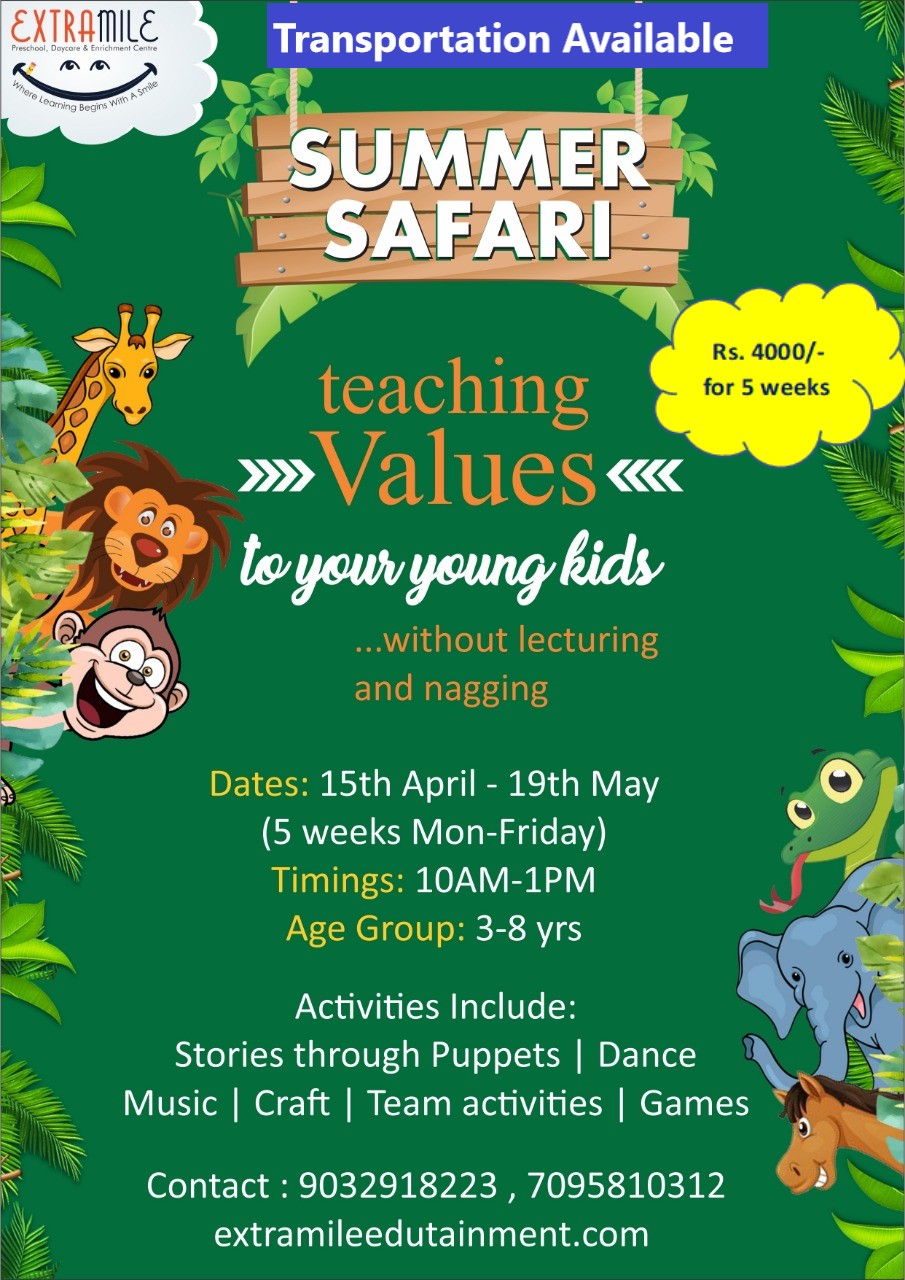 EXTRAMILE
Preschool, Daycare & Enrichment Centre
Where Learning Begins With A Smile
Transportation Available
SUMMER
SAFARI
Rs. 4000/-
for 5 weeks
teaching
Values
to your young kids
...without lecturing
and nagging
Dates: 15th April - 19th May
(5 weeks Mon-Friday)
Timings: 10AM-1PM
Age Group: 3-8 yrs
Activities Include:
Stories through Puppets | Dance
Music | Craft | Team activities | Games
Contact : 9032918223 , 7095810312
extramileedutainment.com